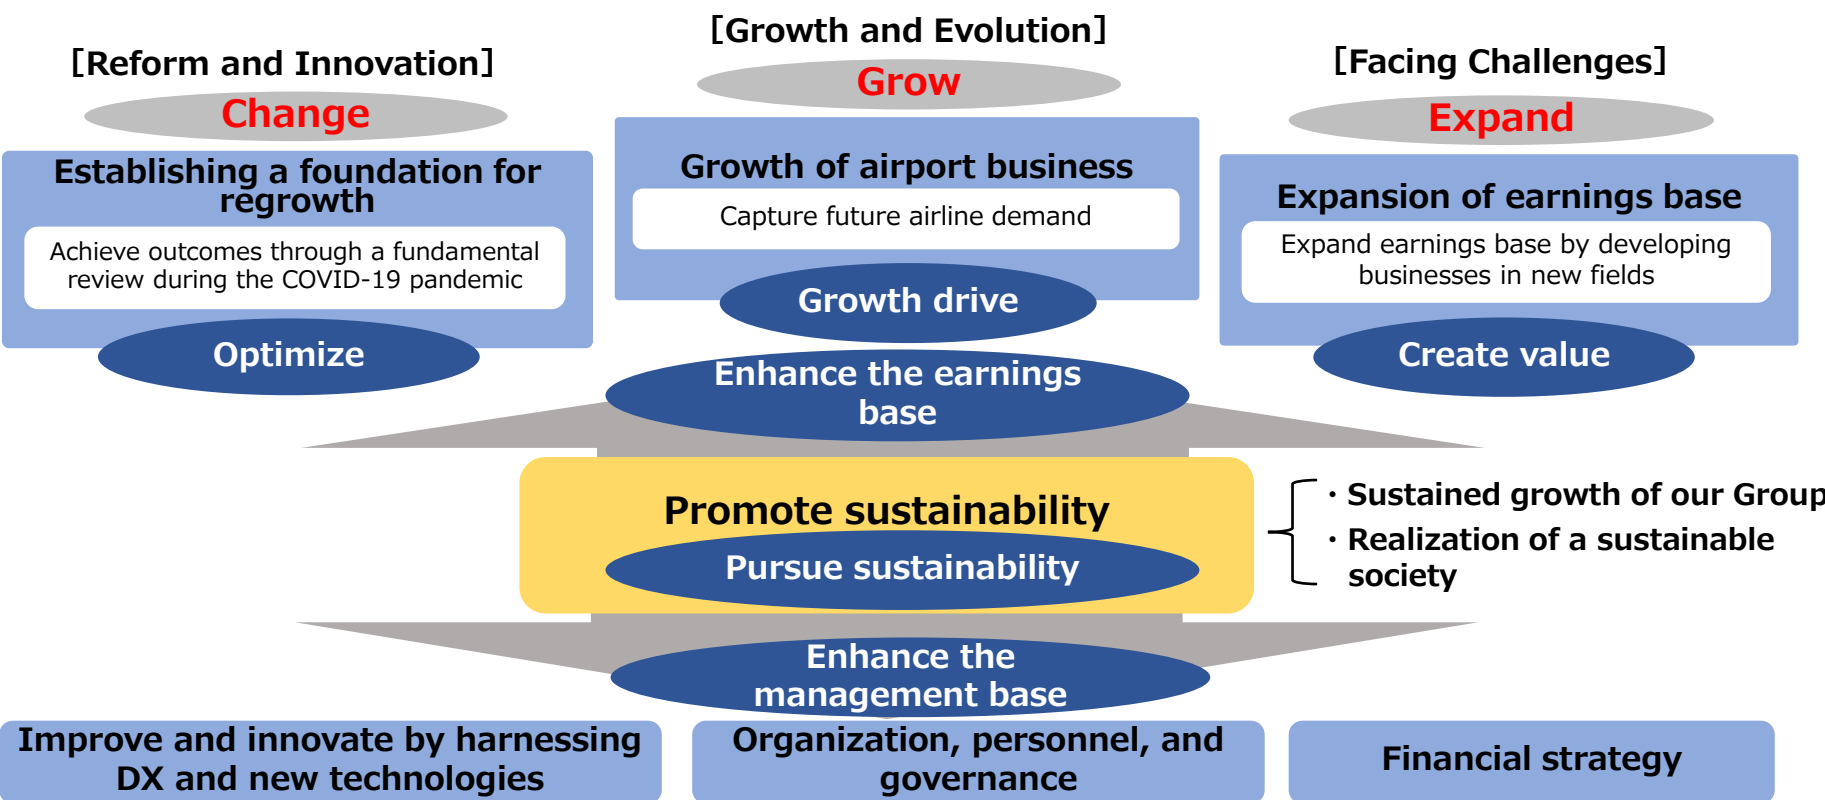 [Reform and Innovation]
Change
Establishing a foundation for
regrowth
Achieve outcomes through a fundamental
review during the COVID-19 pandemic
Optimize
[Growth and Evolution]
Grow
Growth of airport business
Capture future airline demand
Growth drive
[Facing Challenges]
Expand
Expansion of earnings base
Expand earnings base by developing
businesses in new fields
Create value
Enhance the earnings
base
Promote sustainability
Pursue sustainability
・Sustained growth of our Group
・Realization of a sustainable
society
Enhance the
management base
Improve and innovate by harnessing
DX and new technologies
Organization, personnel, and
governance
Financial strategy